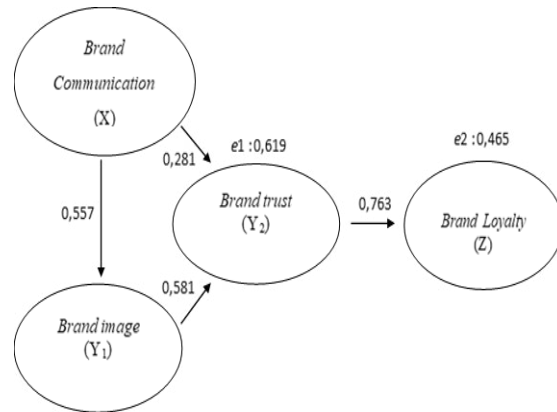 Brand
Communication
(X)
e1 : 0,619
e2 : 0,465
0,281
Brand trust
(Y₂)
0,763
Brand Loyalty
(Z)
0,557
0,581
Brand image
(Y₁)